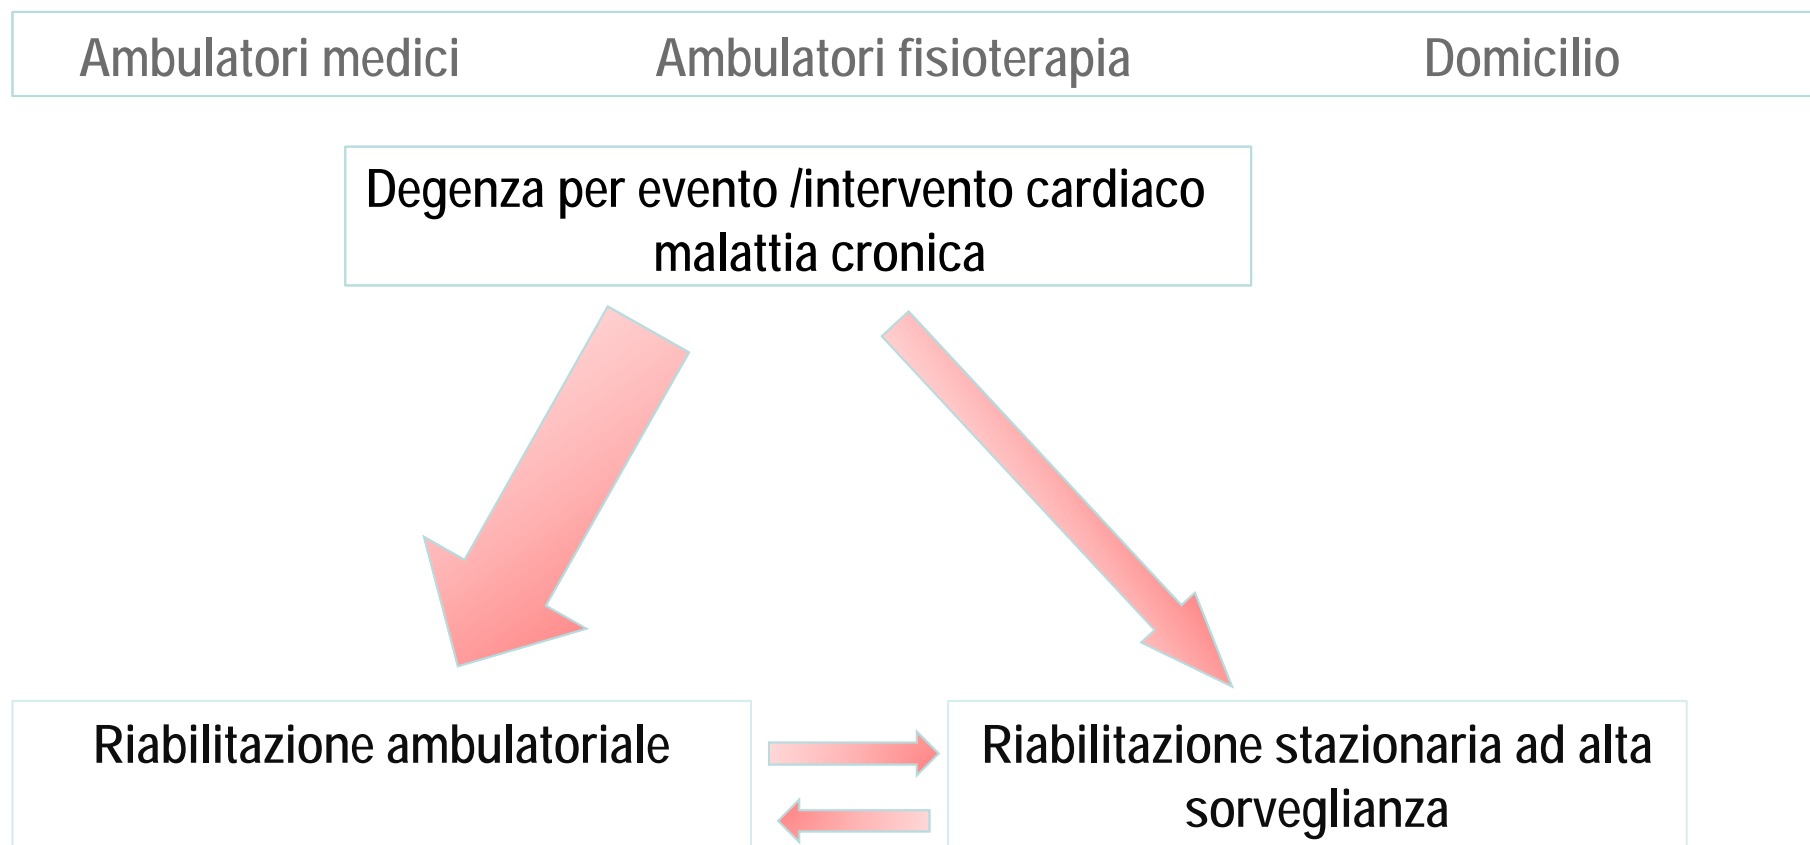 Ambulatori medici Ambulatori fisioterapia Domicilio
Degenza per evento /intervento cardiaco
malattia cronica
Riabilitazione ambulatoriale
Riabilitazione stazionaria ad alta
sorveglianza